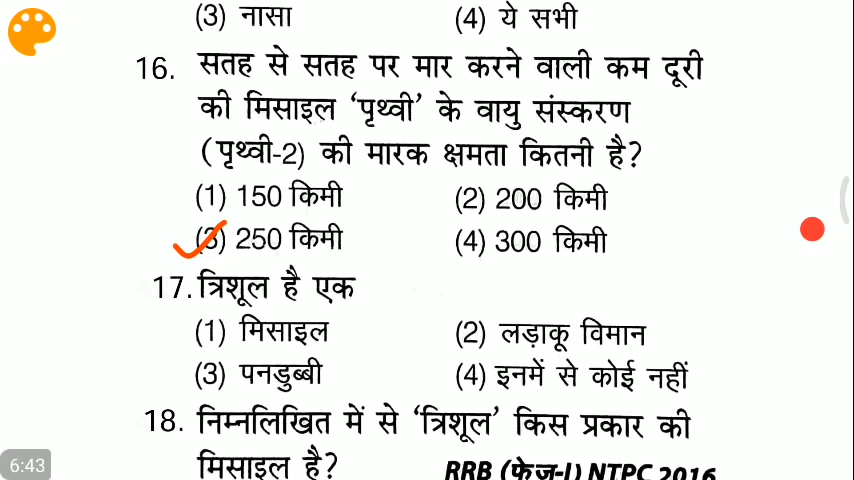 (3) नासा (4) ये सभी
16. सतह से सतह पर मार करने वाली कम दूरी
की मिसाइल ‘पृथ्वी’ के वायु संस्करण
(पृथ्वी-2) की मारक क्षमता कितनी है?
(1) 150 किमी (2) 200 किमी
(3) 250 किमी (4) 300 किमी
17. त्रिशूल है एक
(1) मिसाइल (2) लड़ाकू विमान
(3) पनडुब्बी (4) इनमें से कोई नहीं
18. निम्नलिखित में से ‘त्रिशूल’ किस प्रकार की
मिसाइल है? RRB (फेज-I) NTPC 2016
6:43